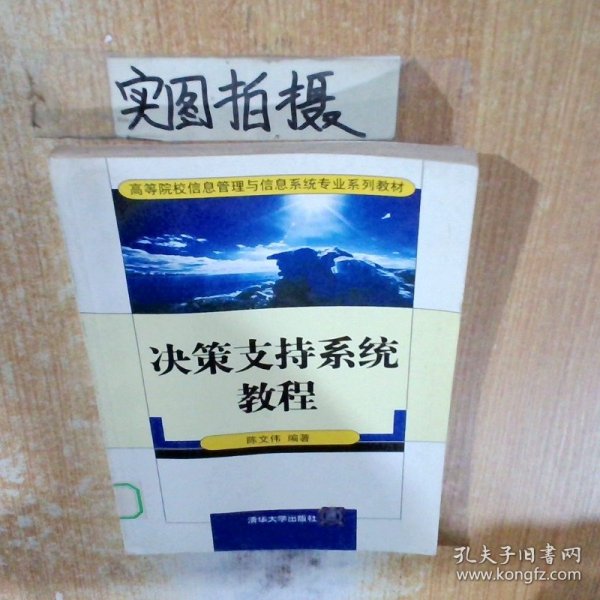 实图拍摄
高等院校信息管理与信息系统专业系列教材
决策支持系统
教程
陈文伟 编著
清华大学出版社
孔夫子旧书网
www.kongfz.com